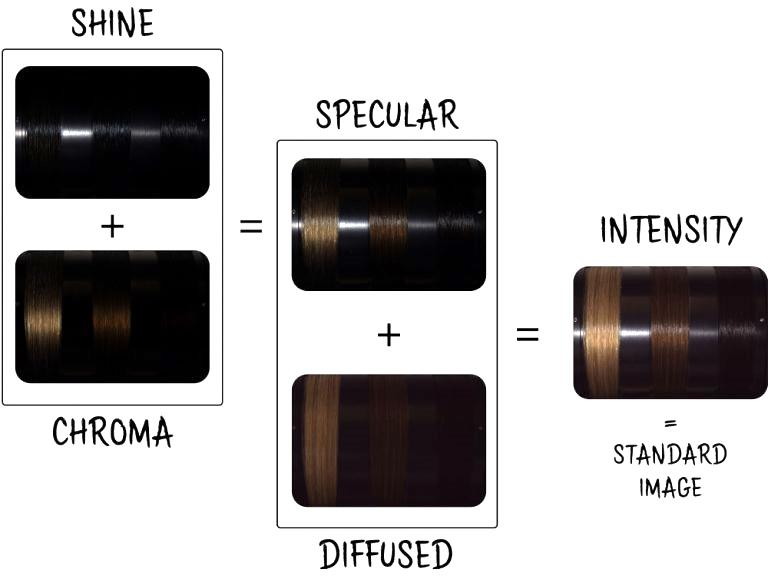 SHINE
+
CHROMA
=
SPECULAR
+
DIFFUSED
=
INTENSITY
=
STANDARD
IMAGE